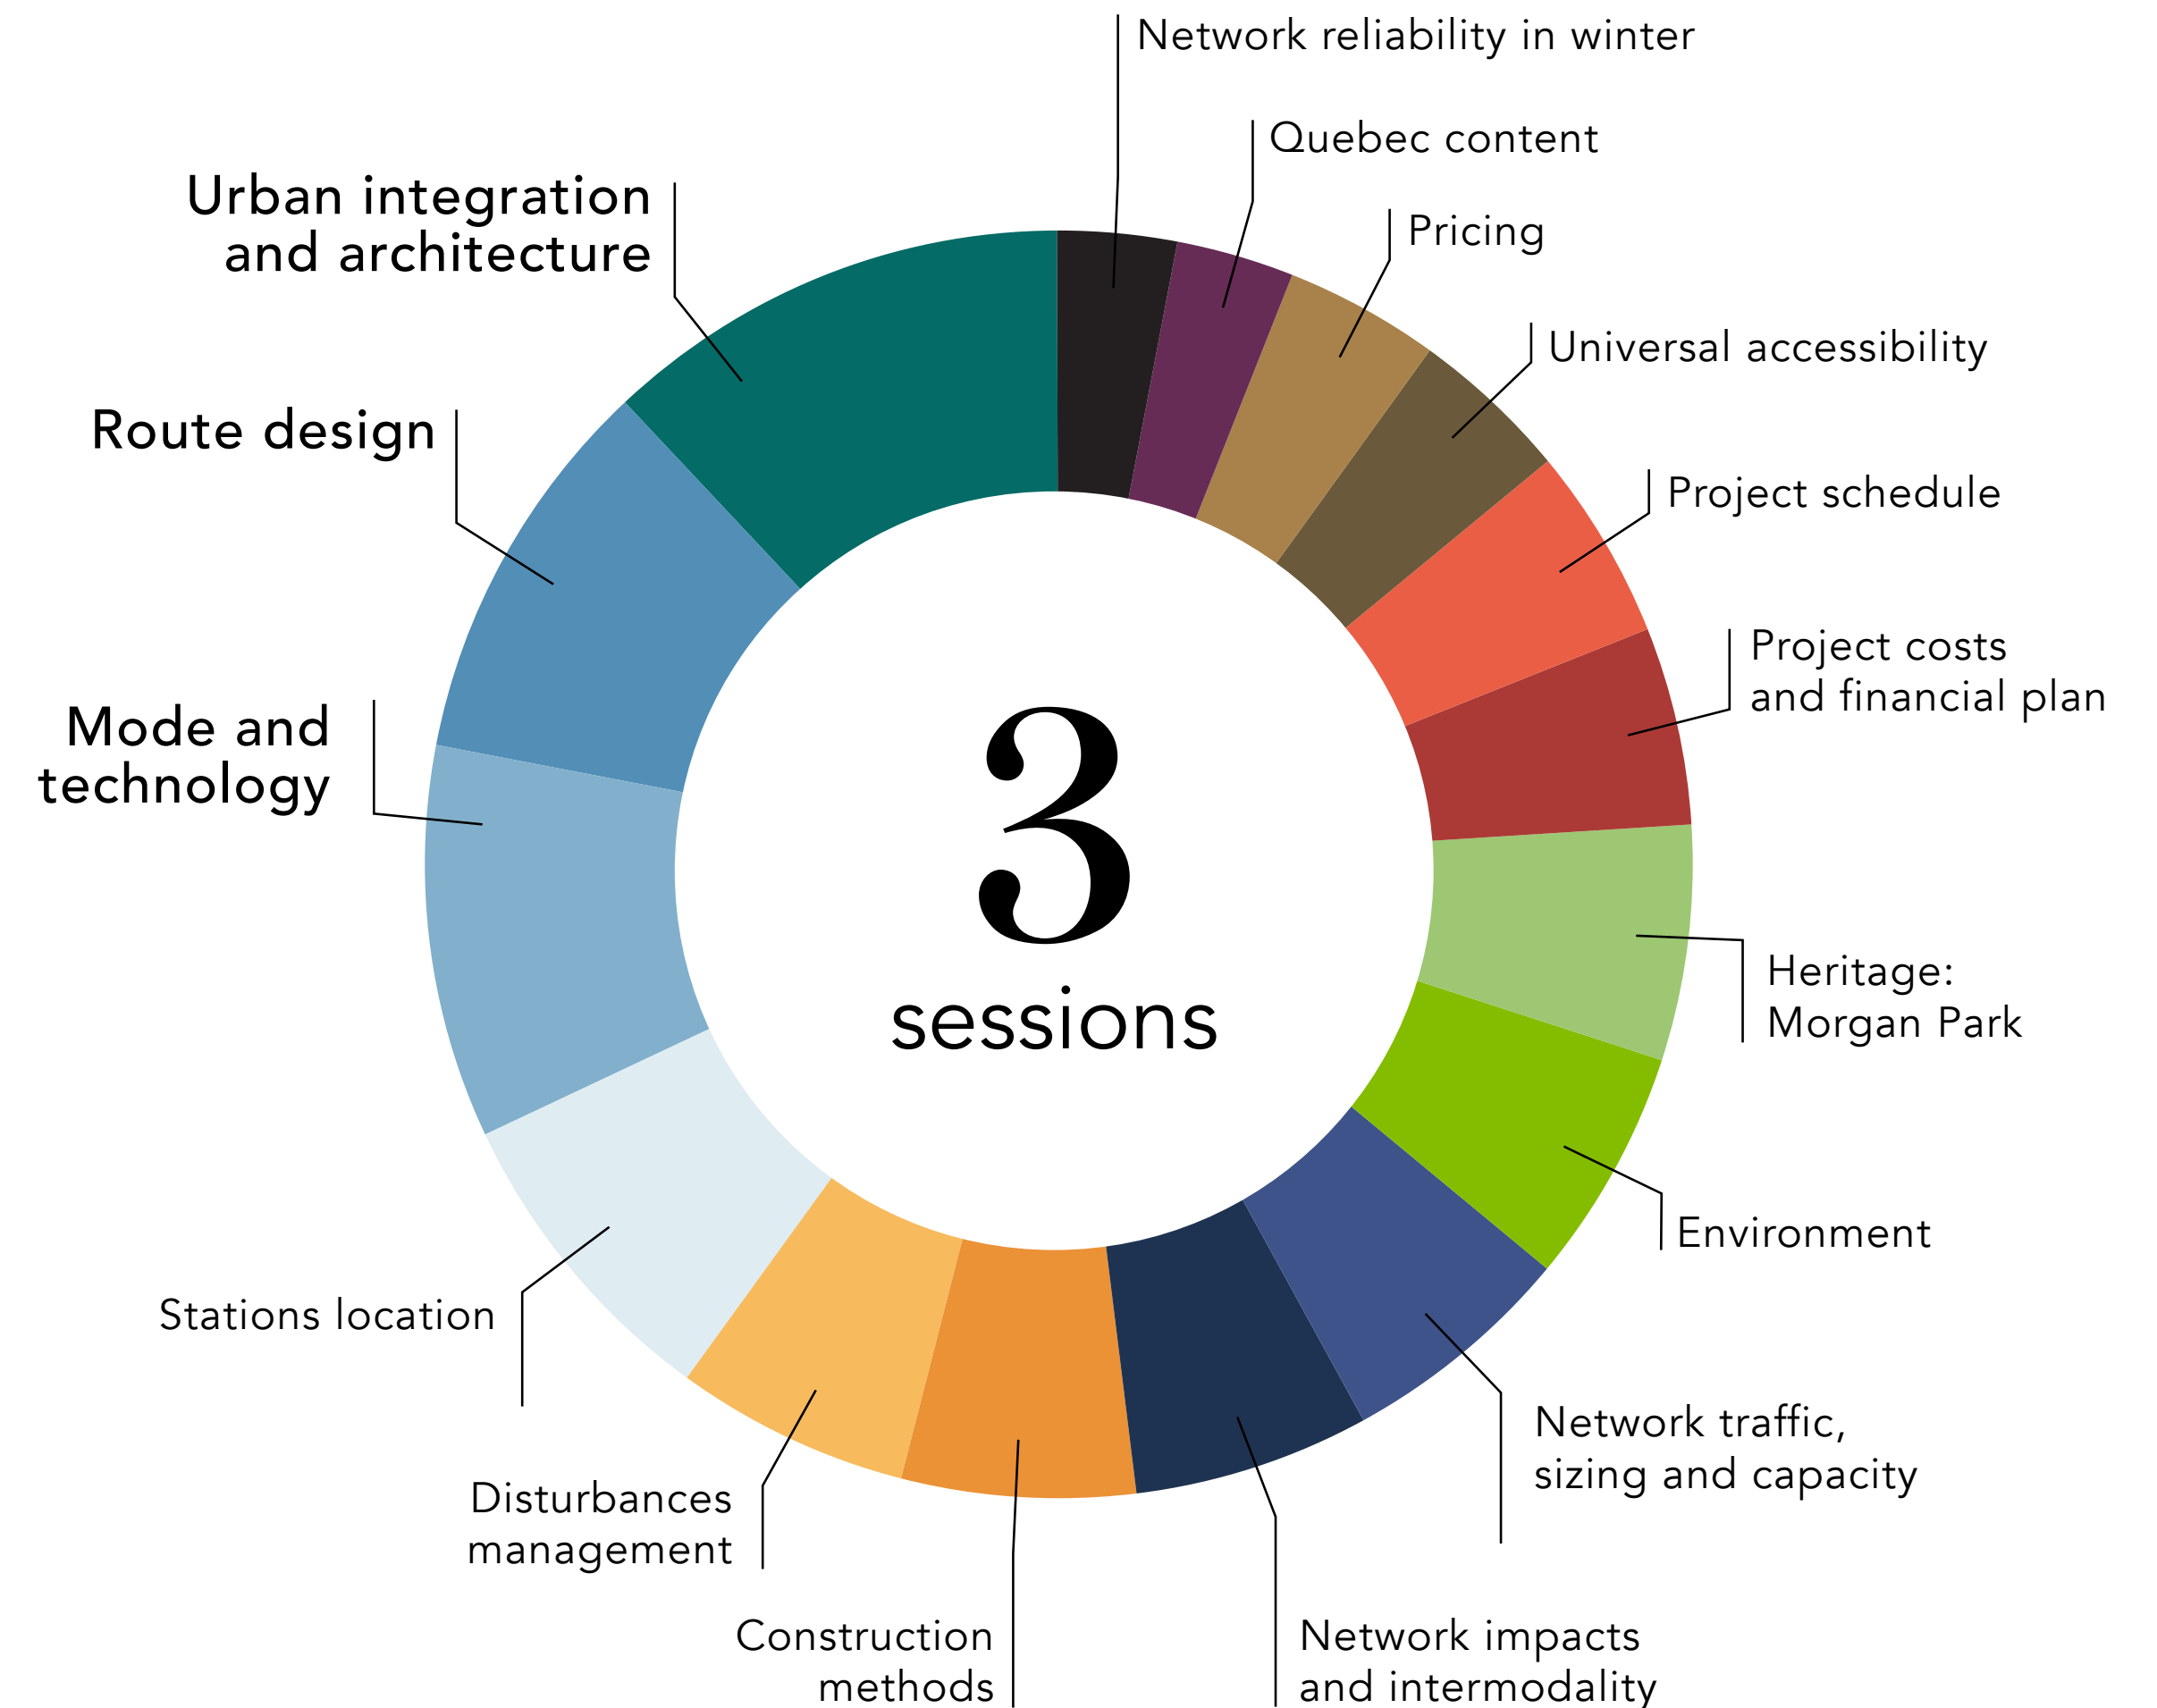 Network reliability in winter
Quebec content
Urban integration
and architecture
Pricing
Universal accessibility
Route design
Project schedule
Project costs
and financial plan
Mode and
technology
3
sessions
Heritage:
Morgan Park
Environment
Stations location
Network traffic,
sizing and capacity
Disturbances
management
Construction
methods
Network impacts
and intermodality